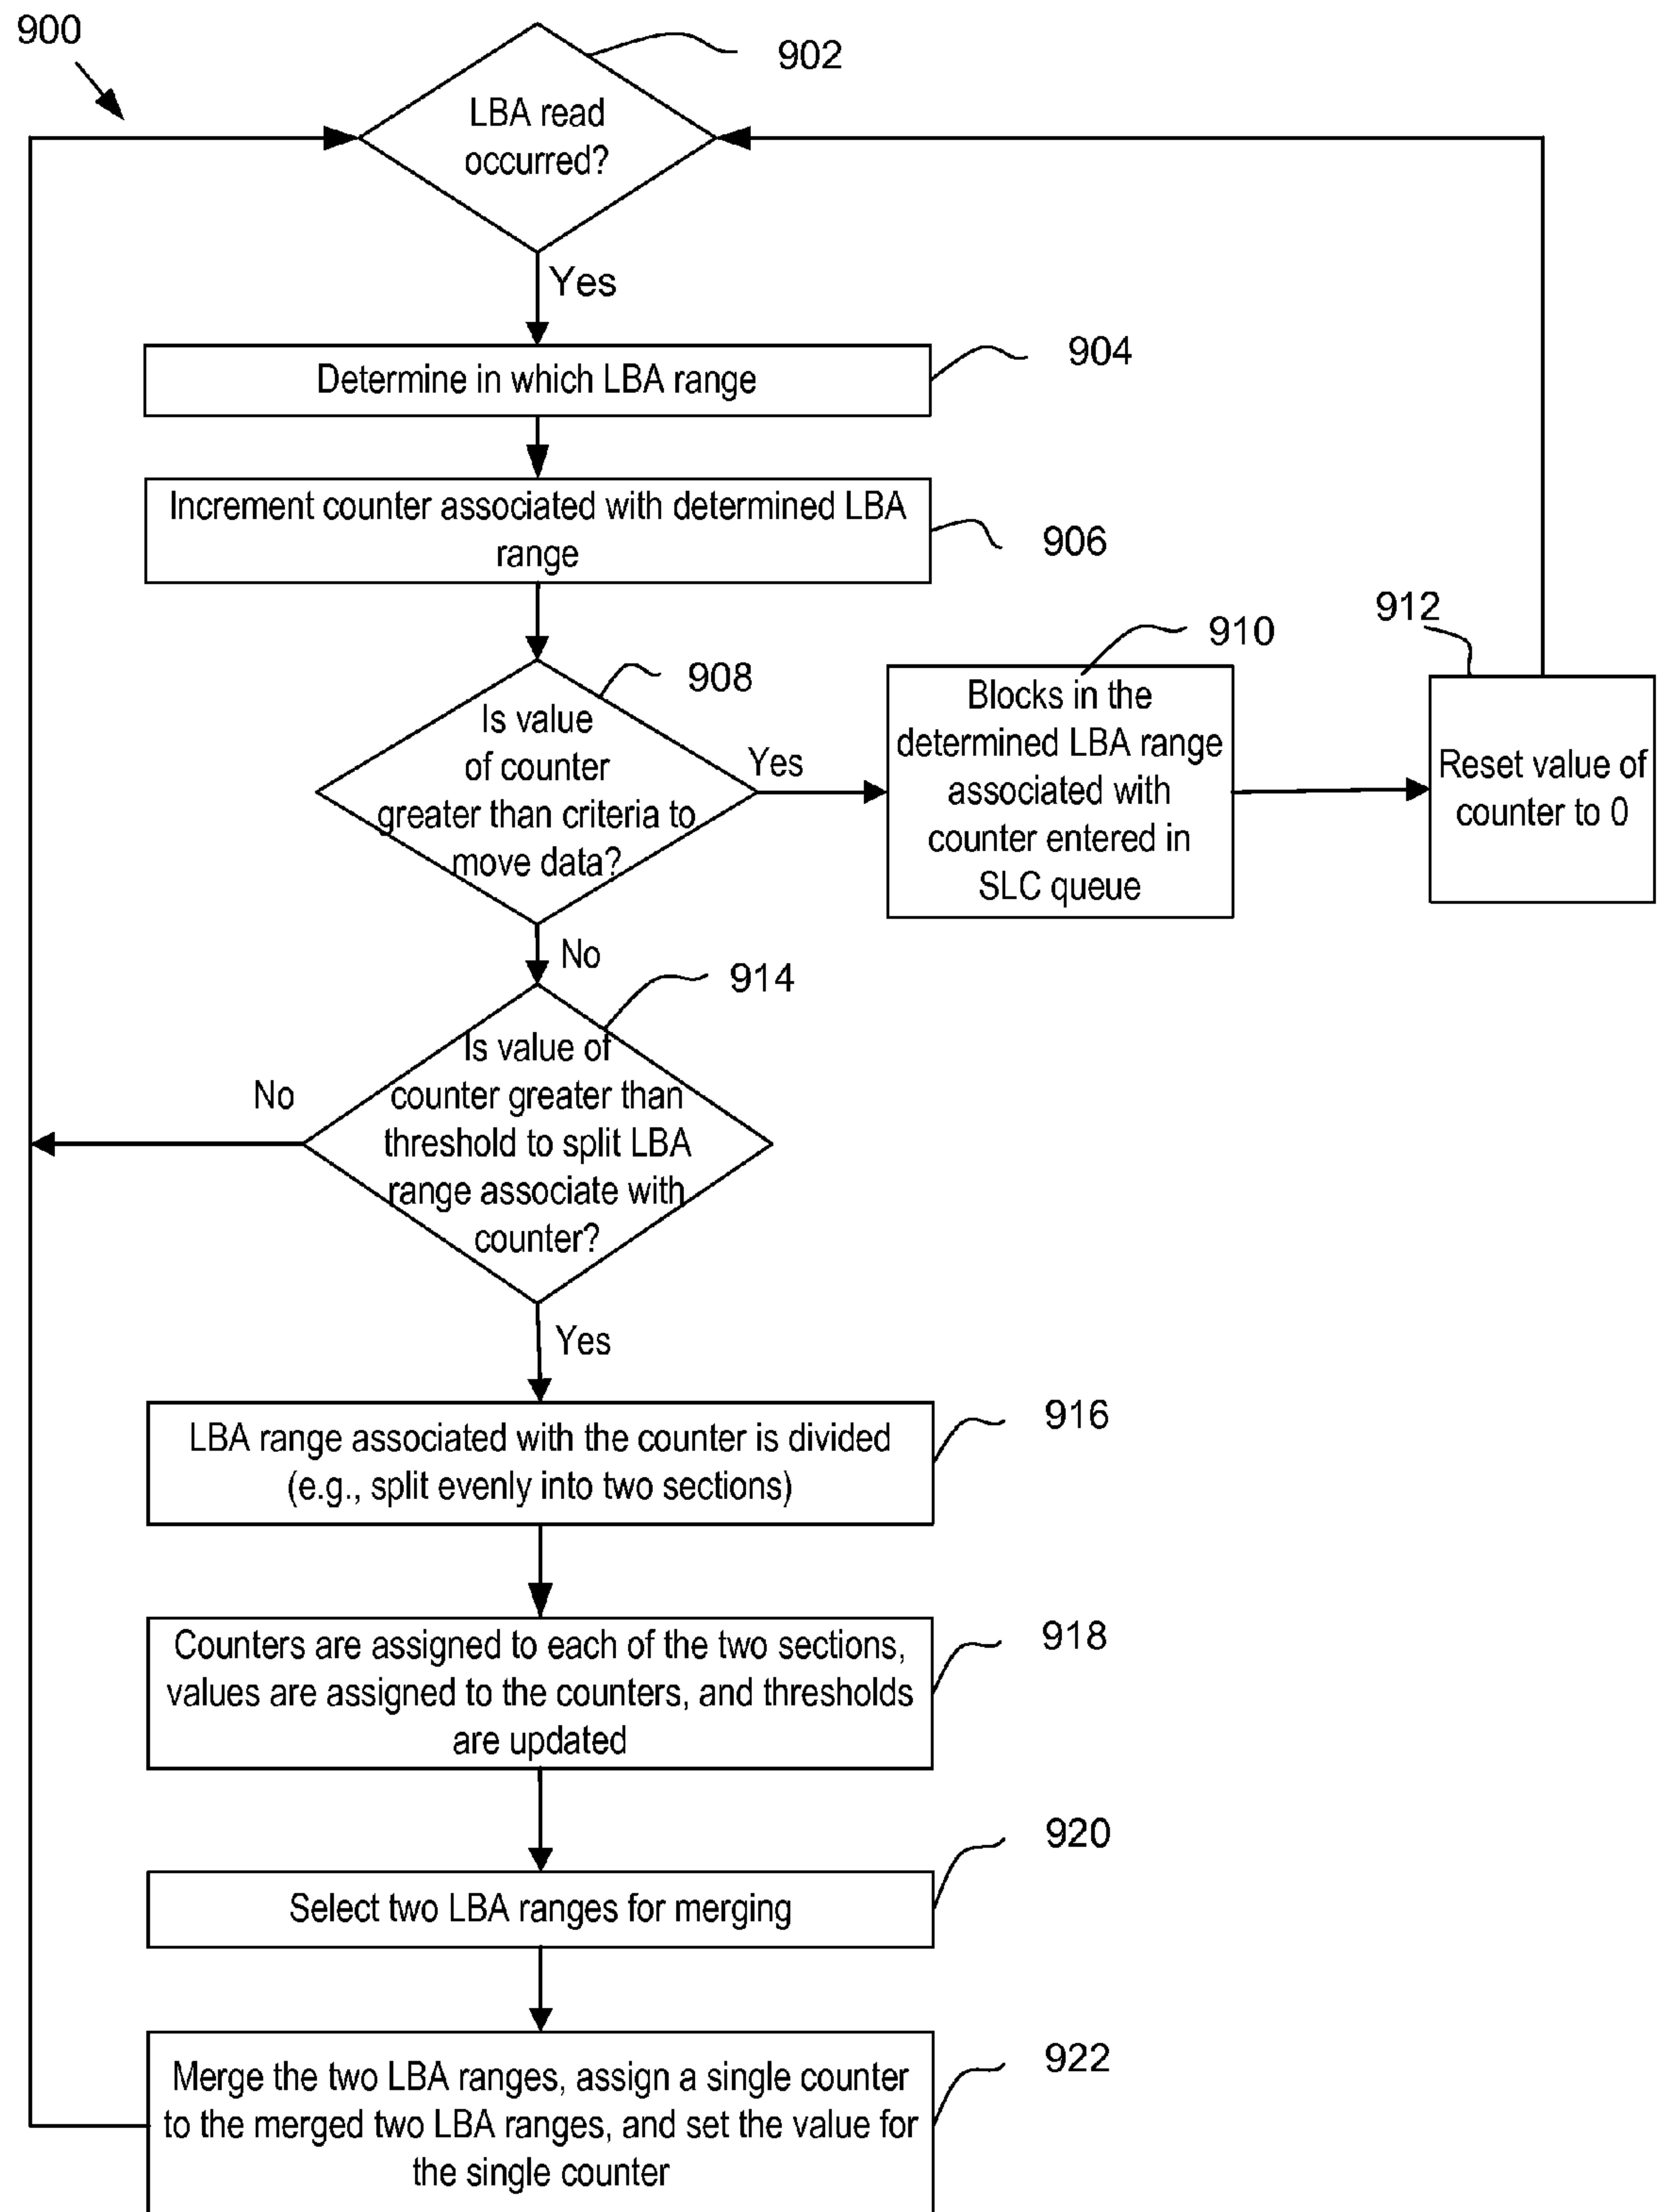 900
902
LBA read
occurred?
Yes
904
Determine in which LBA range
Increment counter associated with determined LBA
range
906
908
Is value
of counter
greater than criteria to
move data?
Yes
910
Blocks in the
determined LBA range
associated with
counter entered in
SLC queue
912
Reset value of
counter to 0
No
914
Is value of
counter greater than
threshold to split LBA
range associate with
counter?
No
Yes
916
LBA range associated with the counter is divided
(e.g., split evenly into two sections)
918
Counters are assigned to each of the two sections,
values are assigned to the counters, and thresholds
are updated
920
Select two LBA ranges for merging
922
Merge the two LBA ranges, assign a single counter
to the merged two LBA ranges, and set the value for
the single counter